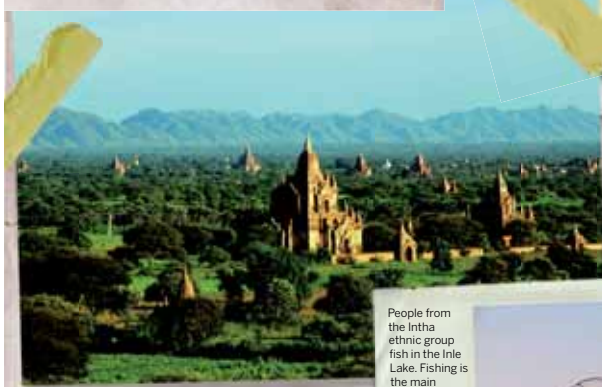 People from
the Intha
ethnic group
fish in the Inle
Lake. Fishing is
the main